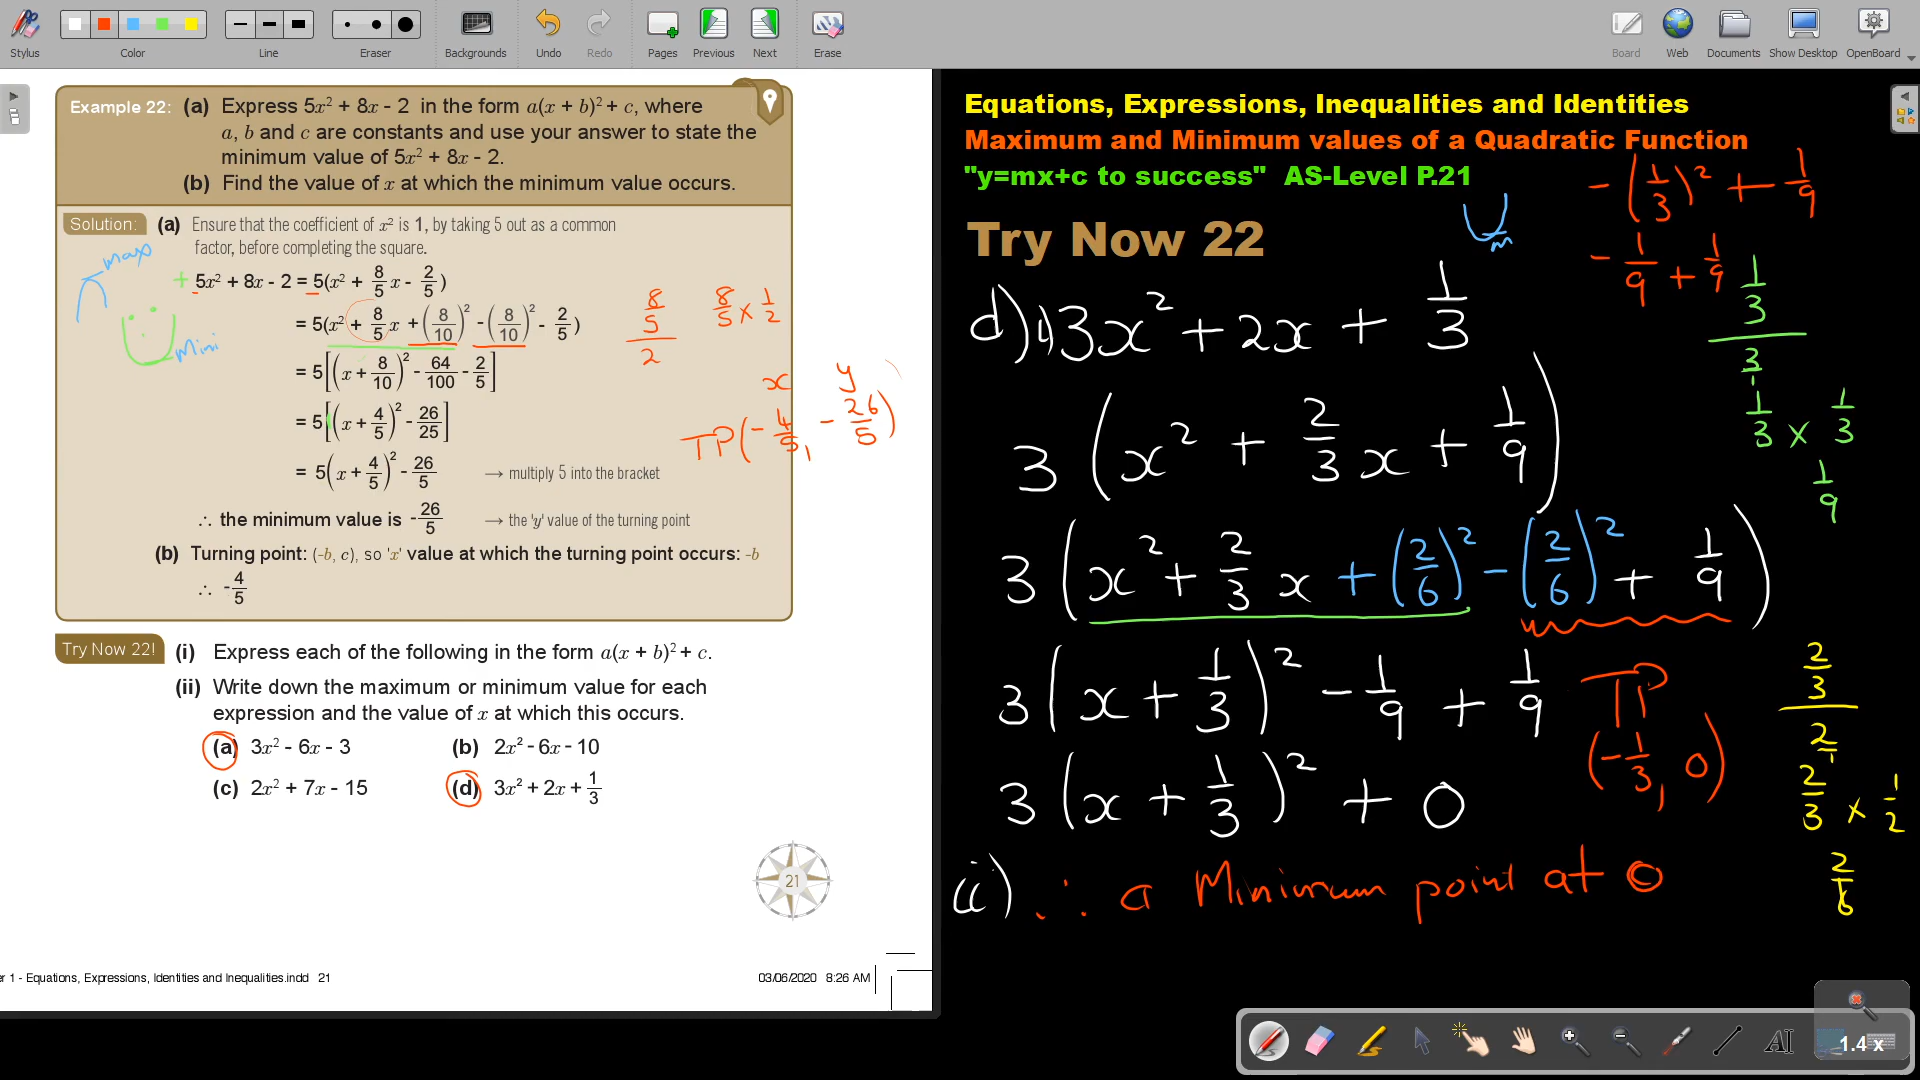 Stylus Color Line Eraser Backgrounds Undo Redo Pages Previous Next Erase Board Web Documents Show Desktop OpenBoard
Example 22: (a) Express 5x² + 8x - 2 in the form a(x + b)² + c, where
a, b and c are constants and use your answer to state the
minimum value of 5x² + 8x - 2.
(b) Find the value of x at which the minimum value occurs.
Solution: (a) Ensure that the coefficient of x² is 1, by taking 5 out as a common
factor, before completing the square.
max
Mini
+ 5x² + 8x - 2 = 5(x² + 8/5 x - 2/5)
= 5(x² + 8/5 x + (8/10)² - (8/10)² - 2/5)
= 5[(x + 8/10)² - 64/100 - 2/5]
= 5[(x + 4/5)² - 26/25]
= 5(x + 4/5)² - 26/5 → multiply 5 into the bracket
∴ the minimum value is -26/5 → the 'y' value of the turning point
(b) Turning point: (-b, c), so 'x' value at which the turning point occurs: -b
∴ -4/5
8/5
2
8/5 × 1/2
x y
TP(-4/5, -26/5)
Try Now 22! (i) Express each of the following in the form a(x + b)² + c.
(ii) Write down the maximum or minimum value for each
expression and the value of x at which this occurs.
(a) 3x² - 6x - 3 (b) 2x² - 6x - 10
(c) 2x² + 7x - 15 (d) 3x² + 2x + 1/3
21
r 1 - Equations, Expressions, Identities and Inequalities.indd 21 03/06/2020 8:26 AM
Equations, Expressions, Inequalities and Identities
Maximum and Minimum values of a Quadratic Function
"y=mx+c to success" AS-Level P.21
Try Now 22
m
d) i) 3x² + 2x + 1/3
3(x² + 2/3 x + 1/9)
3(x² + 2/3 x + (2/6)² - (2/6)² + 1/9)
3(x + 1/3)² - 1/9 + 1/9
3(x + 1/3)² + 0
(ii) ∴ a Minimum point at 0
TP
(-1/3, 0)
-(1/3)² + 1/9
-1/9 + 1/9
1/3
3
1
1/3 × 1/3
1/9
2/3
2
1
2/3 × 1/2
2/6
AI
1.4 x